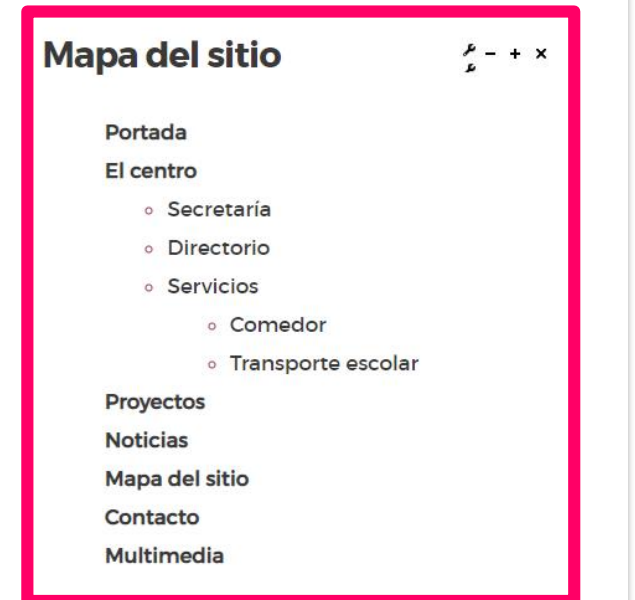 Mapa del sitio
Portada
El centro
Secretaría
Directorio
Servicios
Comedor
Transporte escolar
Proyectos
Noticias
Mapa del sitio
Contacto
Multimedia